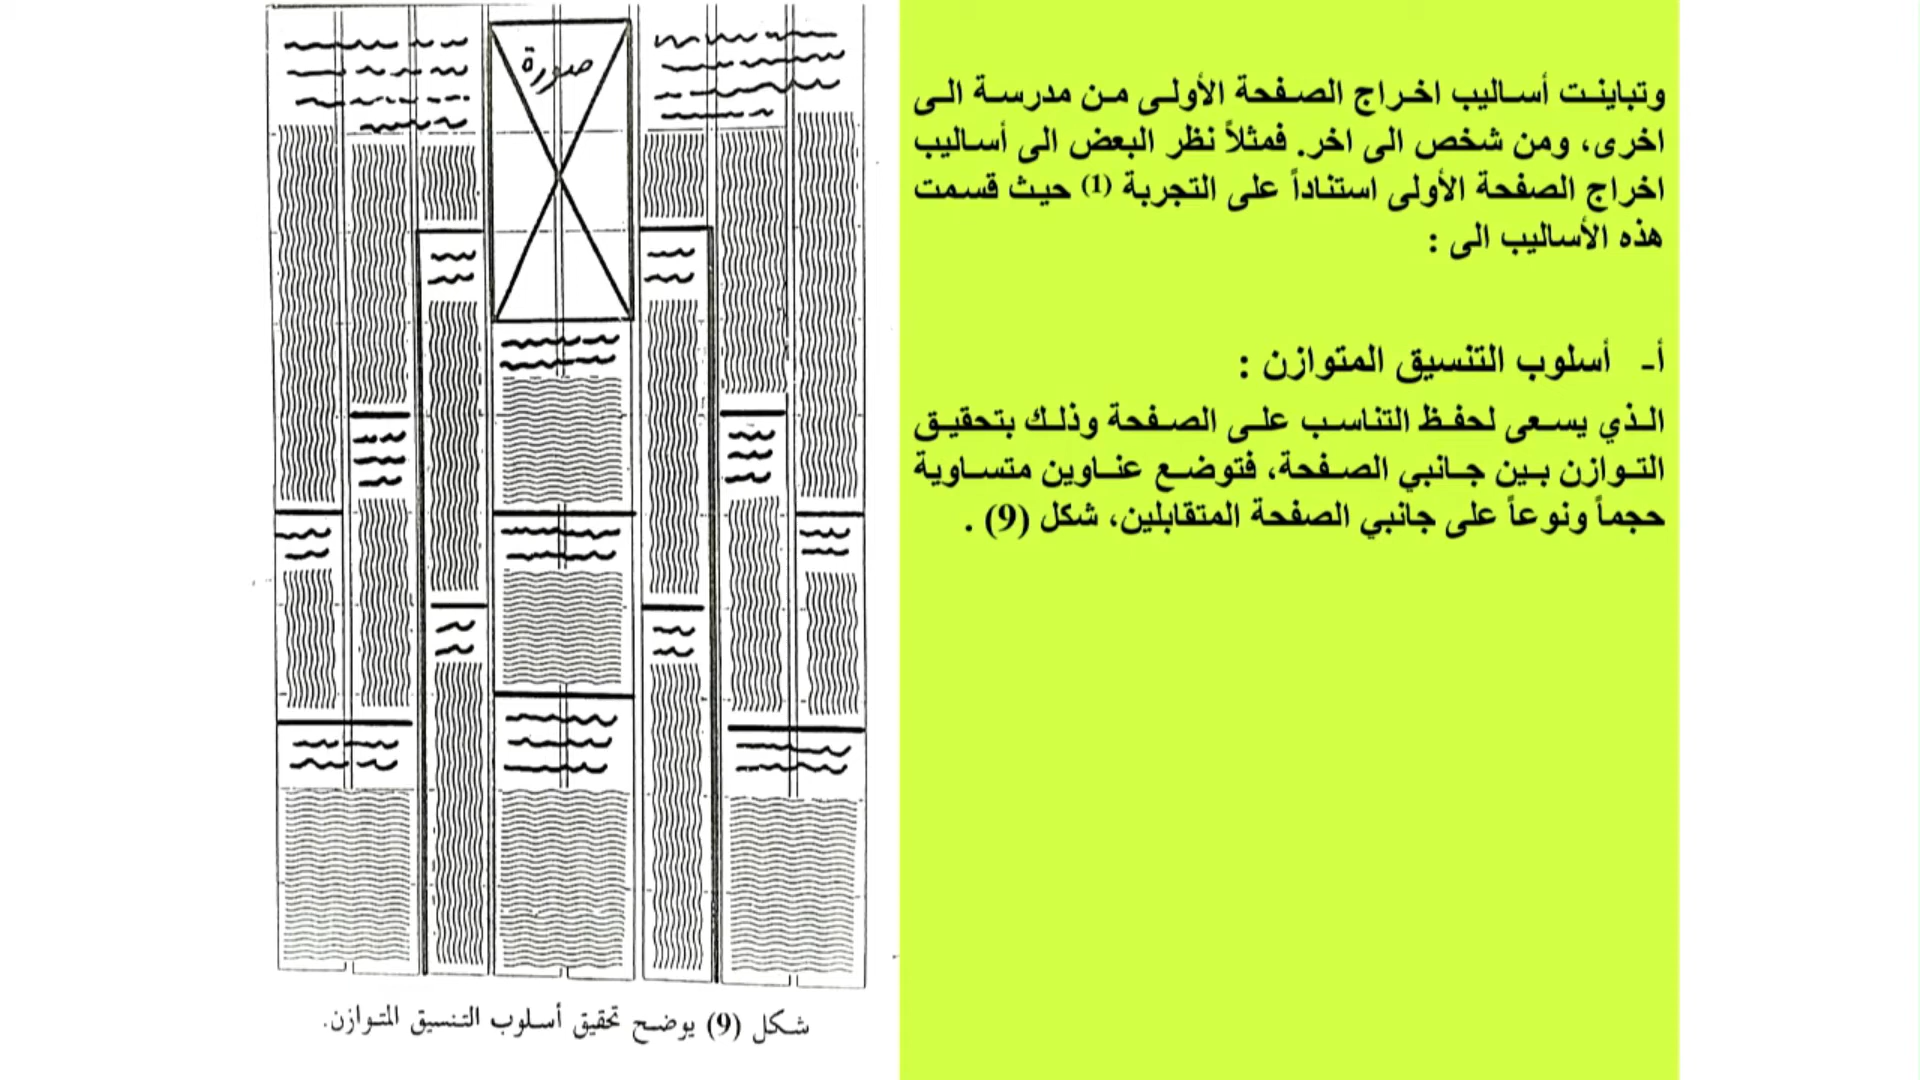 وتباينت أساليب اخراج الصفحة الأولى من مدرسة الى
اخرى، ومن شخص الى اخر. فمثلاً نظر البعض الى أساليب
اخراج الصفحة الأولى استناداً على التجربة (1) حيث قسمت
هذه الأساليب الى :
أ- أسلوب التنسيق المتوازن :
الذي يسعى لحفظ التناسب على الصفحة وذلك بتحقيق
التوازن بين جانبي الصفحة، فتوضع عناوين متساوية
حجماً ونوعاً على جانبي الصفحة المتقابلين، شكل (9) .
صورة
شكل (9) يوضح تحقيق أسلوب التنسيق المتوازن.